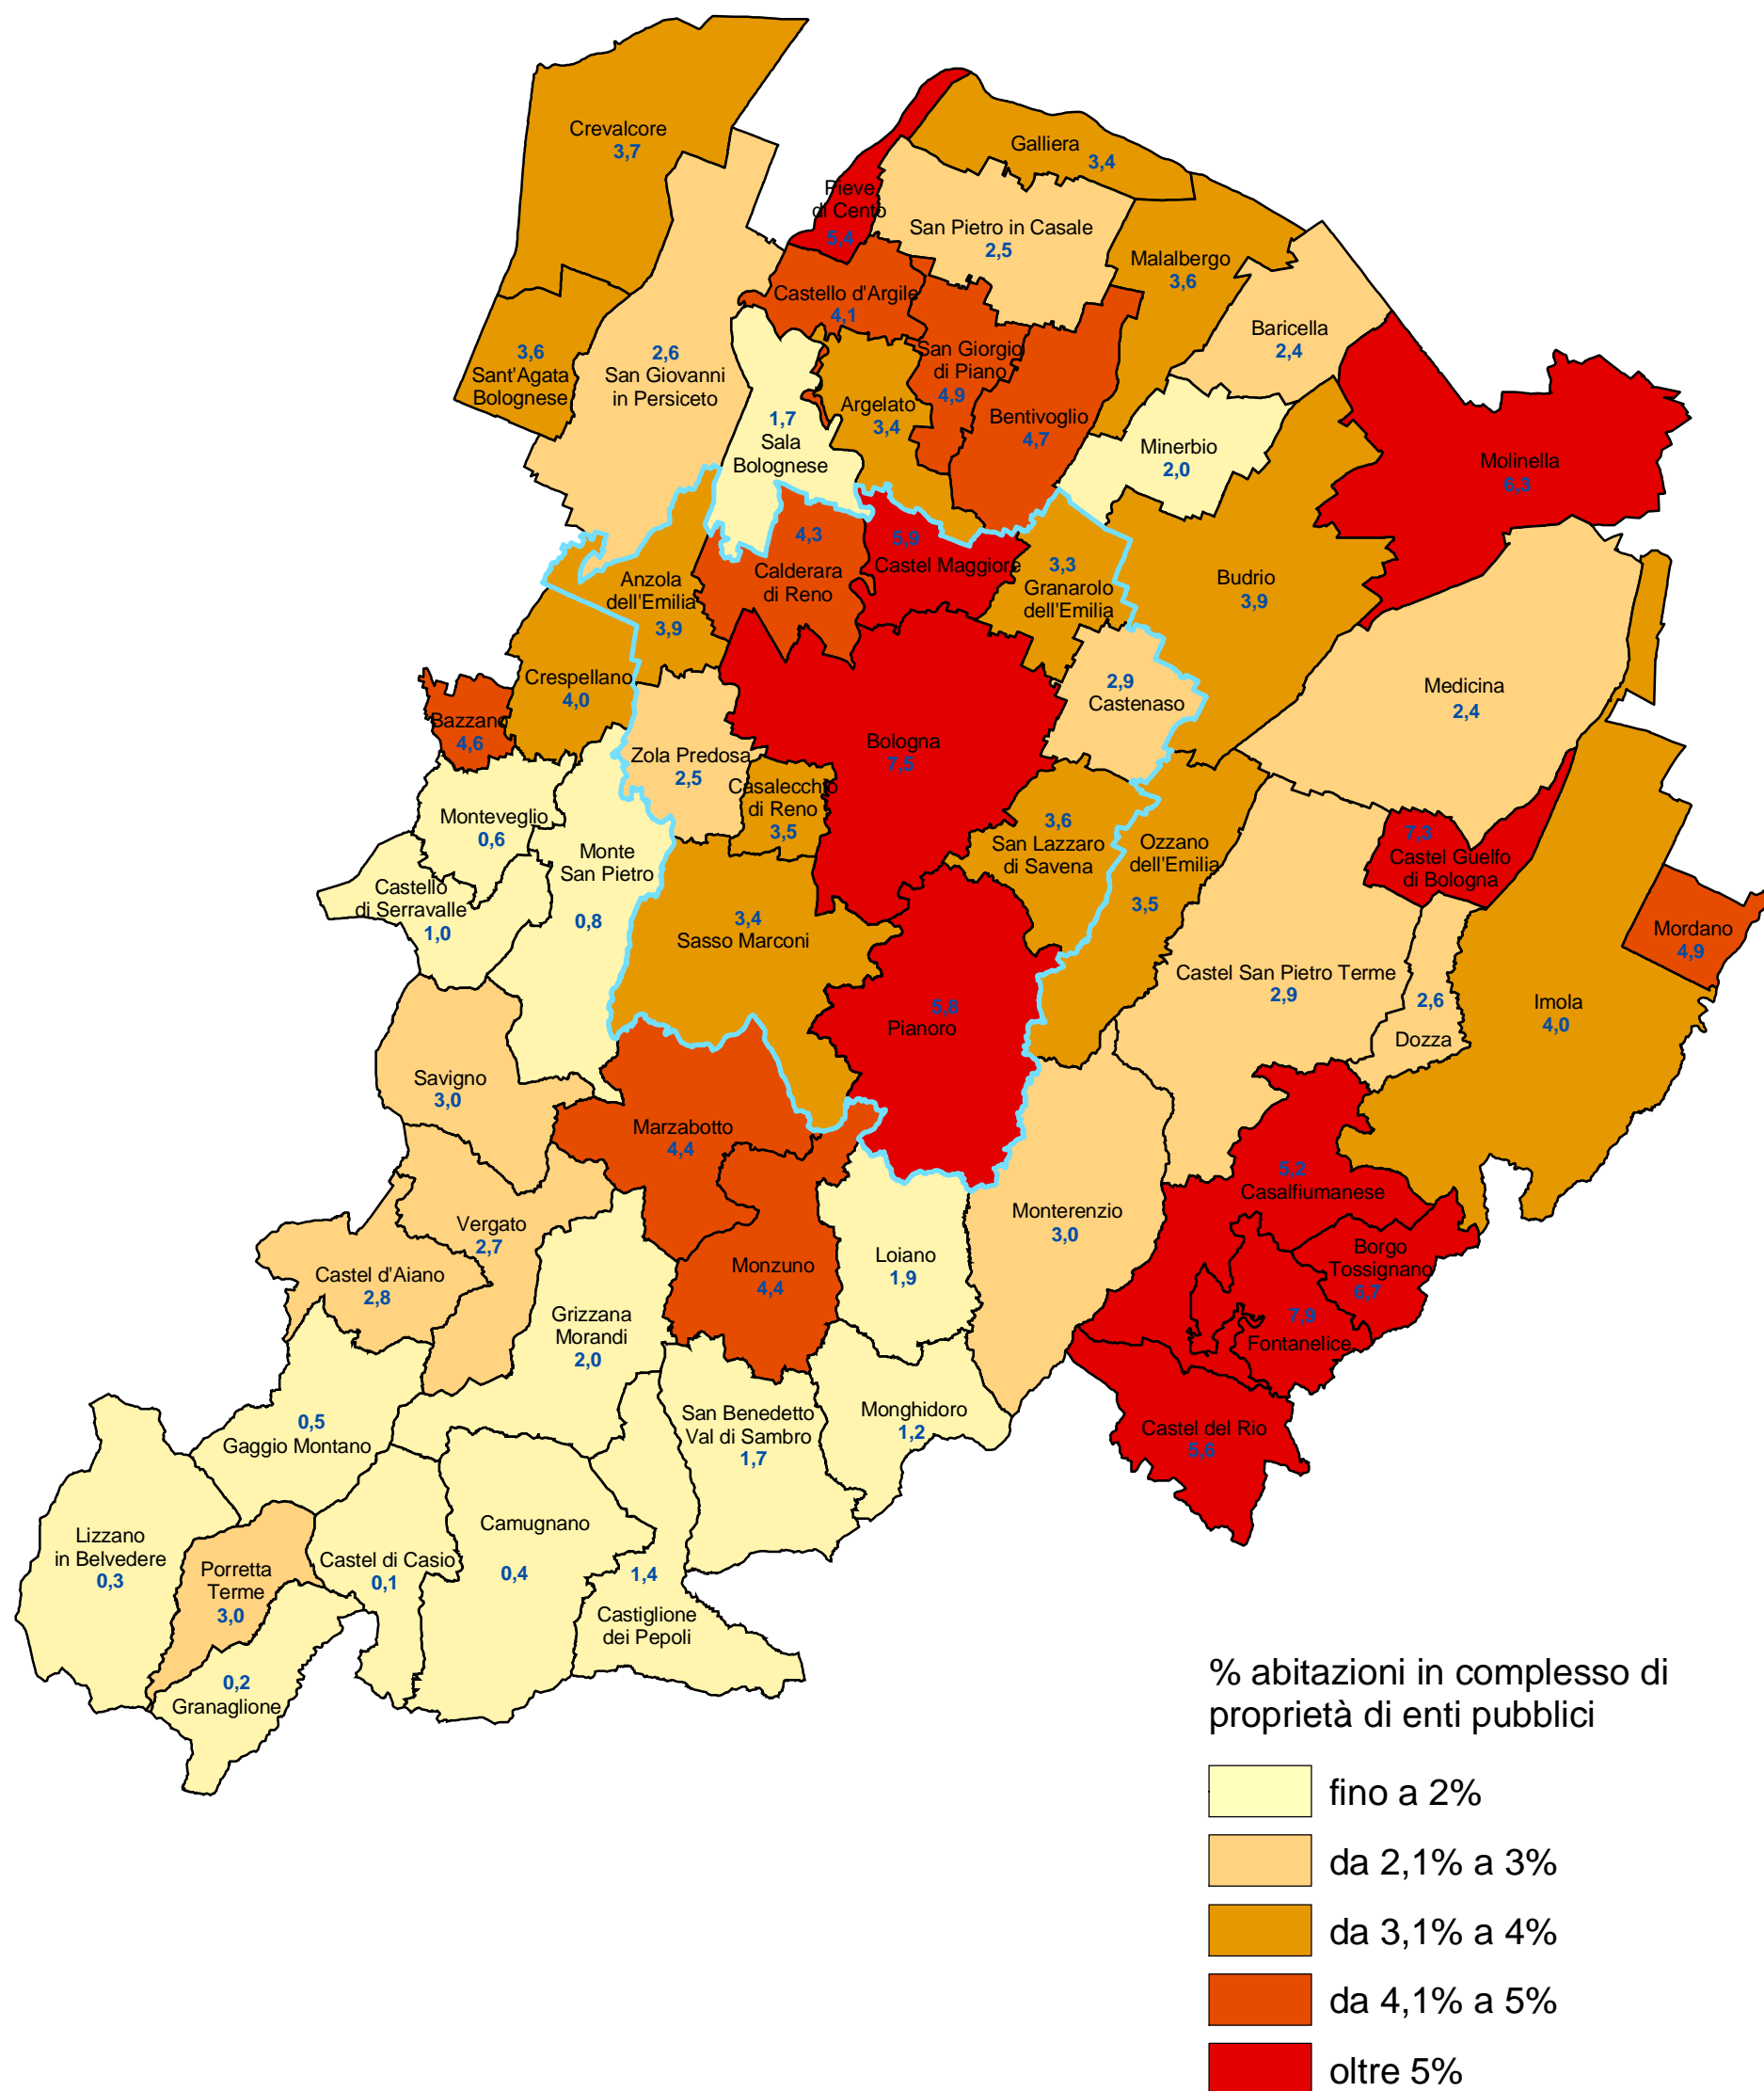 Crevalcore
3,7
Galliera
3,4
Pieve
di Cento
5,4
San Pietro in Casale
2,5
Malalbergo
3,6
Castello d'Argile
4,1
Baricella
2,4
3,6
Sant'Agata
Bolognese
2,6
San Giovanni
in Persiceto
San Giorgio
di Piano
4,9
Argelato
3,4
1,7
Sala
Bolognese
Bentivoglio
4,7
Minerbio
2,0
Molinella
6,3
4,3
Calderara
di Reno
5,9
Castel Maggiore
3,3
Granarolo
dell'Emilia
Anzola
dell'Emilia
3,9
Budrio
3,9
Crespellano
4,0
2,9
Castenaso
Medicina
2,4
Bazzano
4,6
Bologna
7,5
Zola Predosa
2,5
Casalecchio
di Reno
3,5
Monteveglio
0,6
Monte
San Pietro
0,8
3,6
San Lazzaro
di Savena
Ozzano
dell'Emilia
3,5
7,3
Castel Guelfo
di Bologna
Castello
di Serravalle
1,0
3,4
Sasso Marconi
Mordano
4,9
Castel San Pietro Terme
2,9
2,6
Dozza
Imola
4,0
5,8
Pianoro
Savigno
3,0
Marzabotto
4,4
5,2
Casalfiumanese
Monterenzio
3,0
Vergato
2,7
Loiano
1,9
Borgo
Tossignano
6,7
Castel d'Aiano
2,8
Monzuno
4,4
Grizzana
Morandi
2,0
7,9
Fontanelice
0,5
Gaggio Montano
San Benedetto
Val di Sambro
1,7
Monghidoro
1,2
Castel del Rio
5,6
Lizzano
in Belvedere
0,3
Porretta
Terme
3,0
Castel di Casio
0,1
Camugnano
0,4
1,4
Castiglione
dei Pepoli
0,2
Granaglione
% abitazioni in complesso di
proprietà di enti pubblici
fino a 2%
da 2,1% a 3%
da 3,1% a 4%
da 4,1% a 5%
oltre 5%